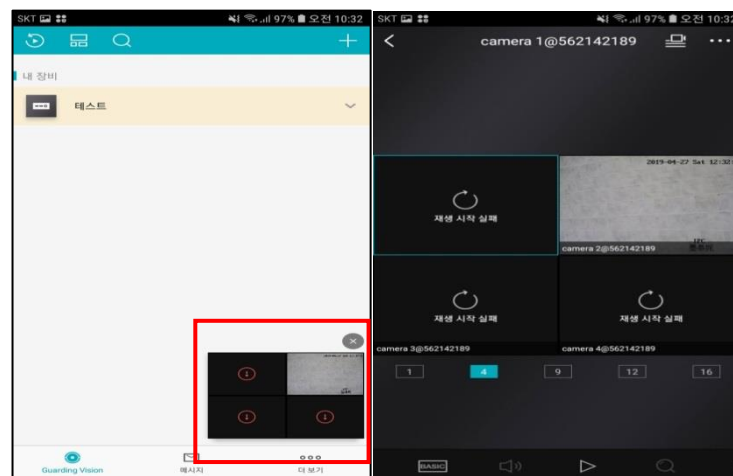 SKT 97% 오전 10:32
내 장비
테스트
Guarding Vision 메시지 더 보기
SKT 97% 오전 10:32
camera 1@562142189
2019-04-27 Sat 12:32
재생 시작 실패
camera 2@562142189
재생 시작 실패
재생 시작 실패
camera 3@562142189 camera 4@562142189
1 4 9 12 16
BASIC